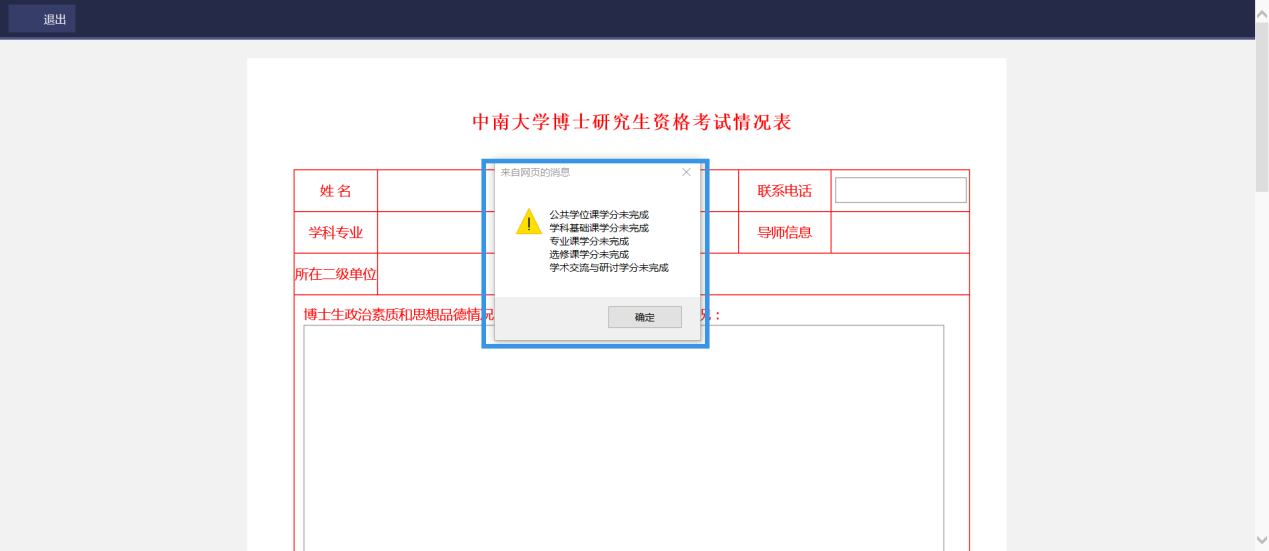 退出
中南大学博士研究生资格考试情况表
姓 名
联系电话
学科专业
导师信息
所在二级单位
博士生政治素质和思想品德情况
况：
来自网页的消息
公共学位课学分未完成
学科基础课学分未完成
专业课学分未完成
选修课学分未完成
学术交流与研讨学分未完成
确定